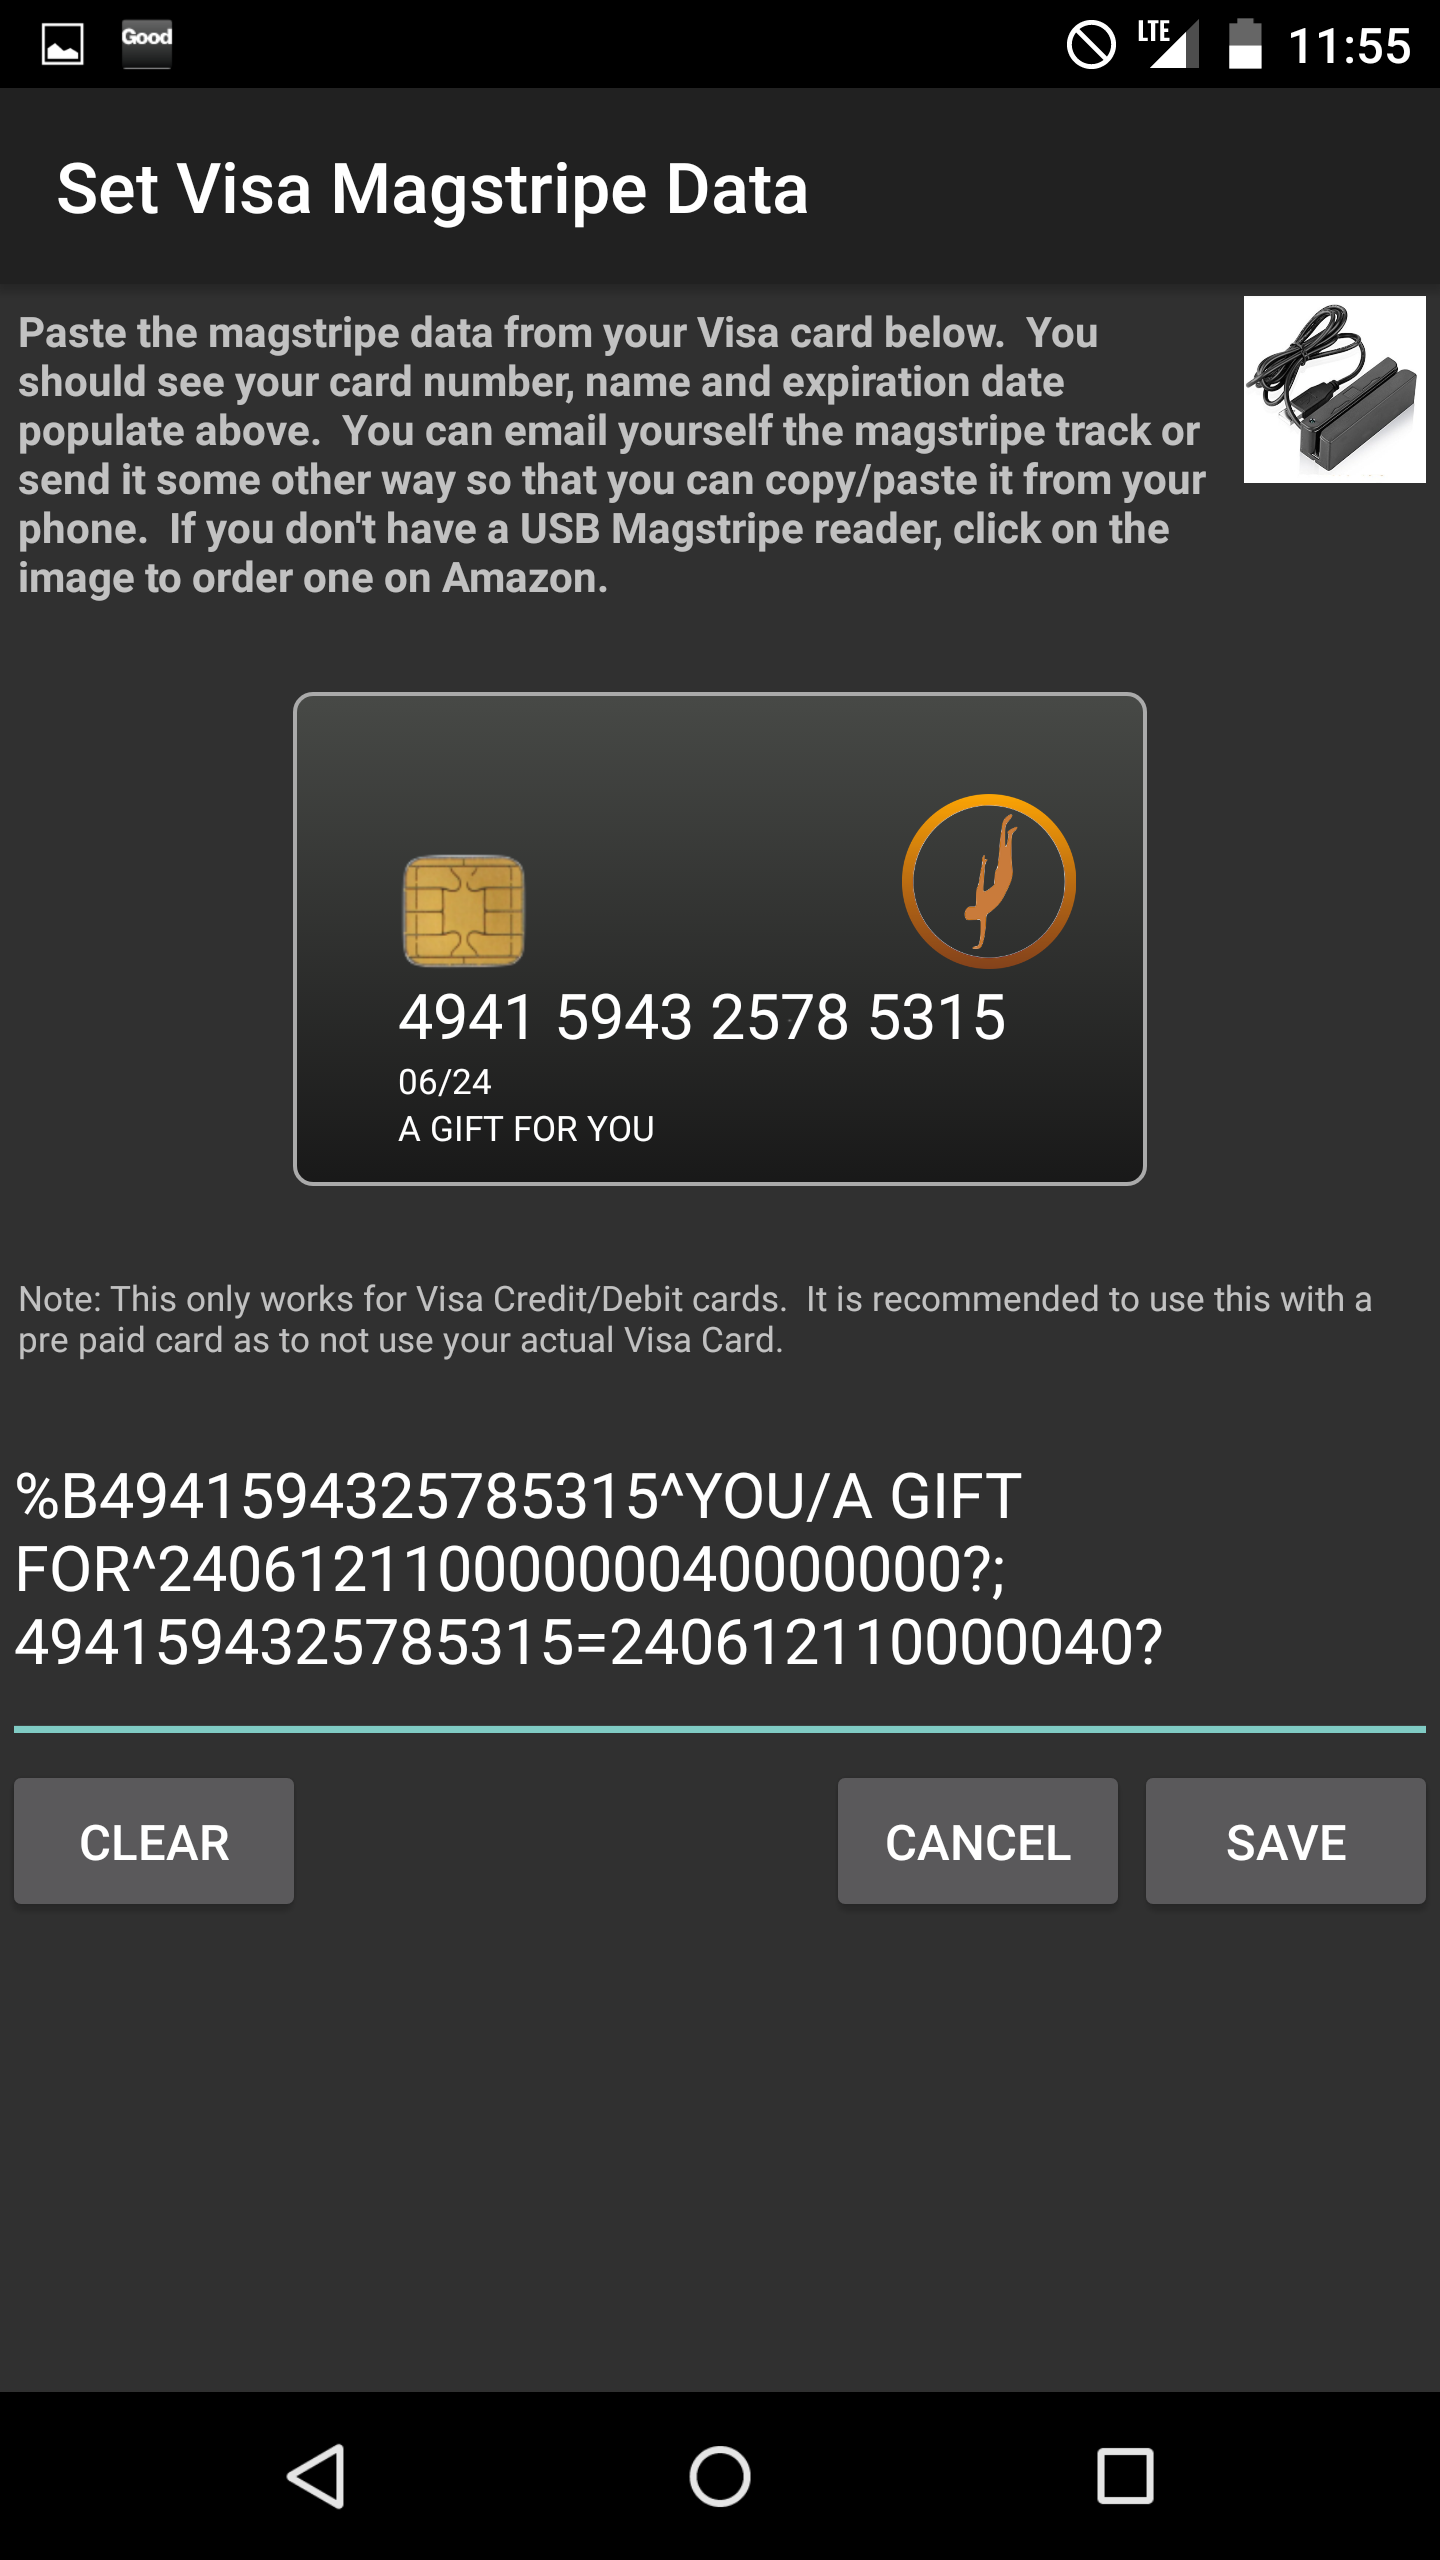 Good
LTE
11:55
Set Visa Magstripe Data
Paste the magstripe data from your Visa card below.  You
should see your card number, name and expiration date
populate above.  You can email yourself the magstripe track or
send it some other way so that you can copy/paste it from your
phone.  If you don't have a USB Magstripe reader, click on the
image to order one on Amazon.
4941 5943 2578 5315
06/24
A GIFT FOR YOU
Note: This only works for Visa Credit/Debit cards.  It is recommended to use this with a
pre paid card as to not use your actual Visa Card.
%B4941594325785315^YOU/A GIFT
FOR^24061211000000040000000?;
4941594325785315=240612110000040?
CLEAR
CANCEL
SAVE